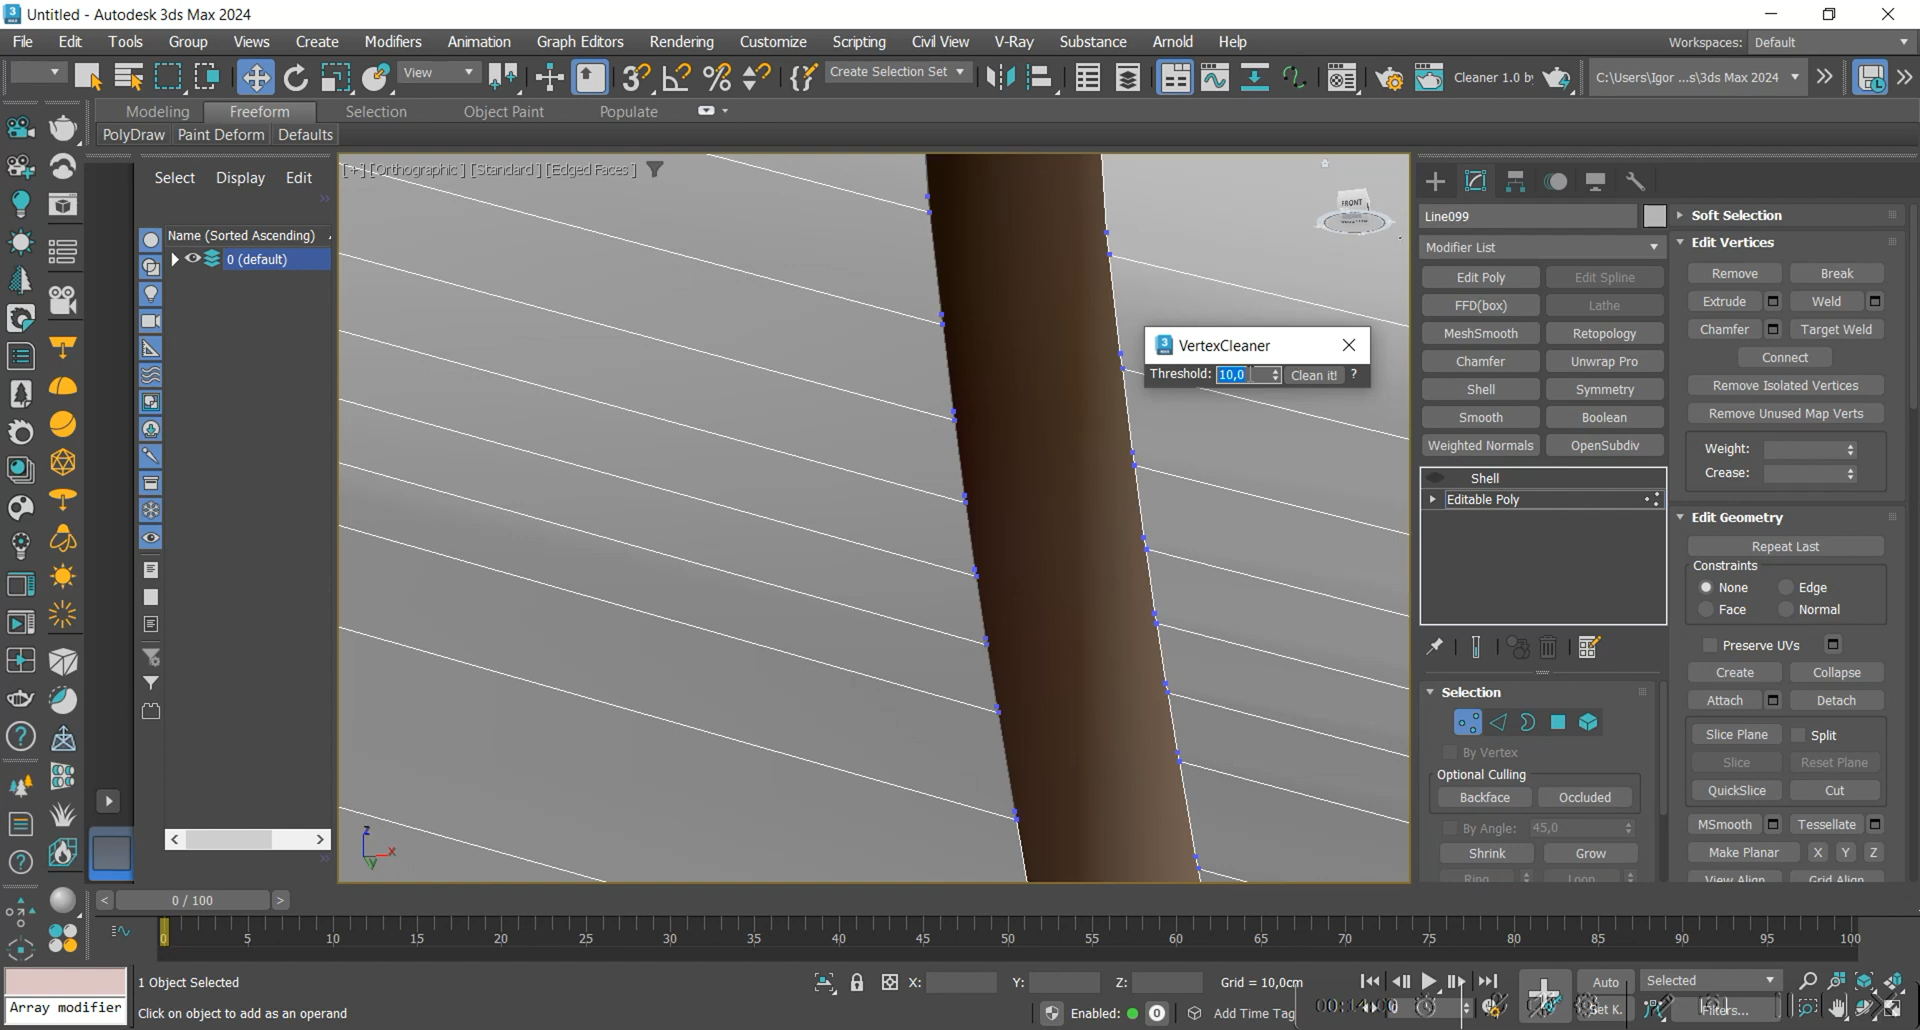 Untitled - Autodesk 3ds Max 2024
File Edit Tools Group Views Create Modifiers Animation Graph Editors Rendering Customize Scripting Civil View V-Ray Substance Arnold Help
Workspaces: Default
View
Create Selection Set
Cleaner 1.0 by
C:\Users\Igor ...s\3ds Max 2024
Modeling Freeform Selection Object Paint Populate
PolyDraw Paint Deform Defaults
Select Display Edit
Name (Sorted Ascending)
0 (default)
[+] [Orthographic] [Standard] [Edged Faces]
FRONT
VertexCleaner
Threshold: 10,0 Clean it! ?
z
x
y
Line099
Modifier List
Edit Poly Edit Spline
FFD(box) Lathe
MeshSmooth Retopology
Chamfer Unwrap Pro
Shell Symmetry
Smooth Boolean
Weighted Normals OpenSubdiv
Shell
Editable Poly
Selection
By Vertex
Optional Culling
Backface Occluded
By Angle: 45,0
Shrink Grow
Ring Loop
Soft Selection
Edit Vertices
Remove Break
Extrude Weld
Chamfer Target Weld
Connect
Remove Isolated Vertices
Remove Unused Map Verts
Weight:
Crease:
Edit Geometry
Repeat Last
Constraints
None Edge
Face Normal
Preserve UVs
Create Collapse
Attach Detach
Slice Plane Split
Slice Reset Plane
QuickSlice Cut
MSmooth Tessellate
Make Planar X Y Z
View Align Grid Align
< 0 / 100 >
0 5 10 15 20 25 30 35 40 45 50 55 60 65 70 75 80 85 90 95 100
1 Object Selected
X: Y: Z: Grid = 10,0cm
Auto Selected
Array modifier
Click on object to add as an operand
Enabled: 0 Add Time Tag
Set K. Filters...